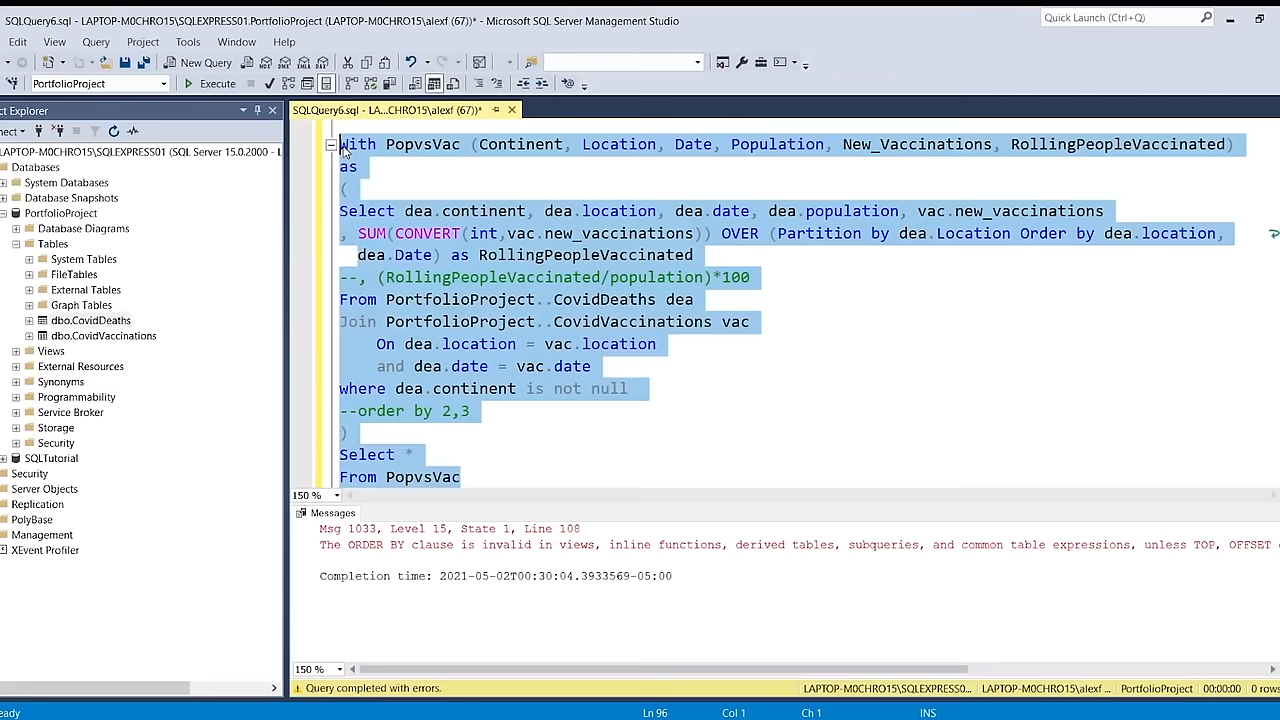 SQLQuery6.sql - LAPTOP-M0CHRO15\SQLEXPRESS01.PortfolioProject (LAPTOP-M0CHRO15\alexf (67))* - Microsoft SQL Server Management Studio
Quick Launch (Ctrl+Q)
Edit View Query Project Tools Window Help
New Query
PortfolioProject
Execute
ct Explorer
SQLQuery6.sql - LA...CHRO15\alexf (67))*
nect
LAPTOP-M0CHRO15\SQLEXPRESS01 (SQL Server 15.0.2000 - L
Databases
System Databases
Database Snapshots
PortfolioProject
Database Diagrams
Tables
System Tables
FileTables
External Tables
Graph Tables
dbo.CovidDeaths
dbo.CovidVaccinations
Views
External Resources
Synonyms
Programmability
Service Broker
Storage
Security
SQLTutorial
Security
Server Objects
Replication
PolyBase
Management
XEvent Profiler
With PopvsVac (Continent, Location, Date, Population, New_Vaccinations, RollingPeopleVaccinated)
as
(
Select dea.continent, dea.location, dea.date, dea.population, vac.new_vaccinations
, SUM(CONVERT(int,vac.new_vaccinations)) OVER (Partition by dea.Location Order by dea.location,
dea.Date) as RollingPeopleVaccinated
--, (RollingPeopleVaccinated/population)*100
From PortfolioProject..CovidDeaths dea
Join PortfolioProject..CovidVaccinations vac
On dea.location = vac.location
and dea.date = vac.date
where dea.continent is not null
--order by 2,3
)
Select *
From PopvsVac
150 %
Messages
Msg 1033, Level 15, State 1, Line 108
The ORDER BY clause is invalid in views, inline functions, derived tables, subqueries, and common table expressions, unless TOP, OFFSET
Completion time: 2021-05-02T00:30:04.3933569-05:00
150 %
Query completed with errors.
LAPTOP-M0CHRO15\SQLEXPRESS0... LAPTOP-M0CHRO15\alexf ... PortfolioProject 00:00:00 0 rows
eady
Ln 96 Col 1 Ch 1 INS